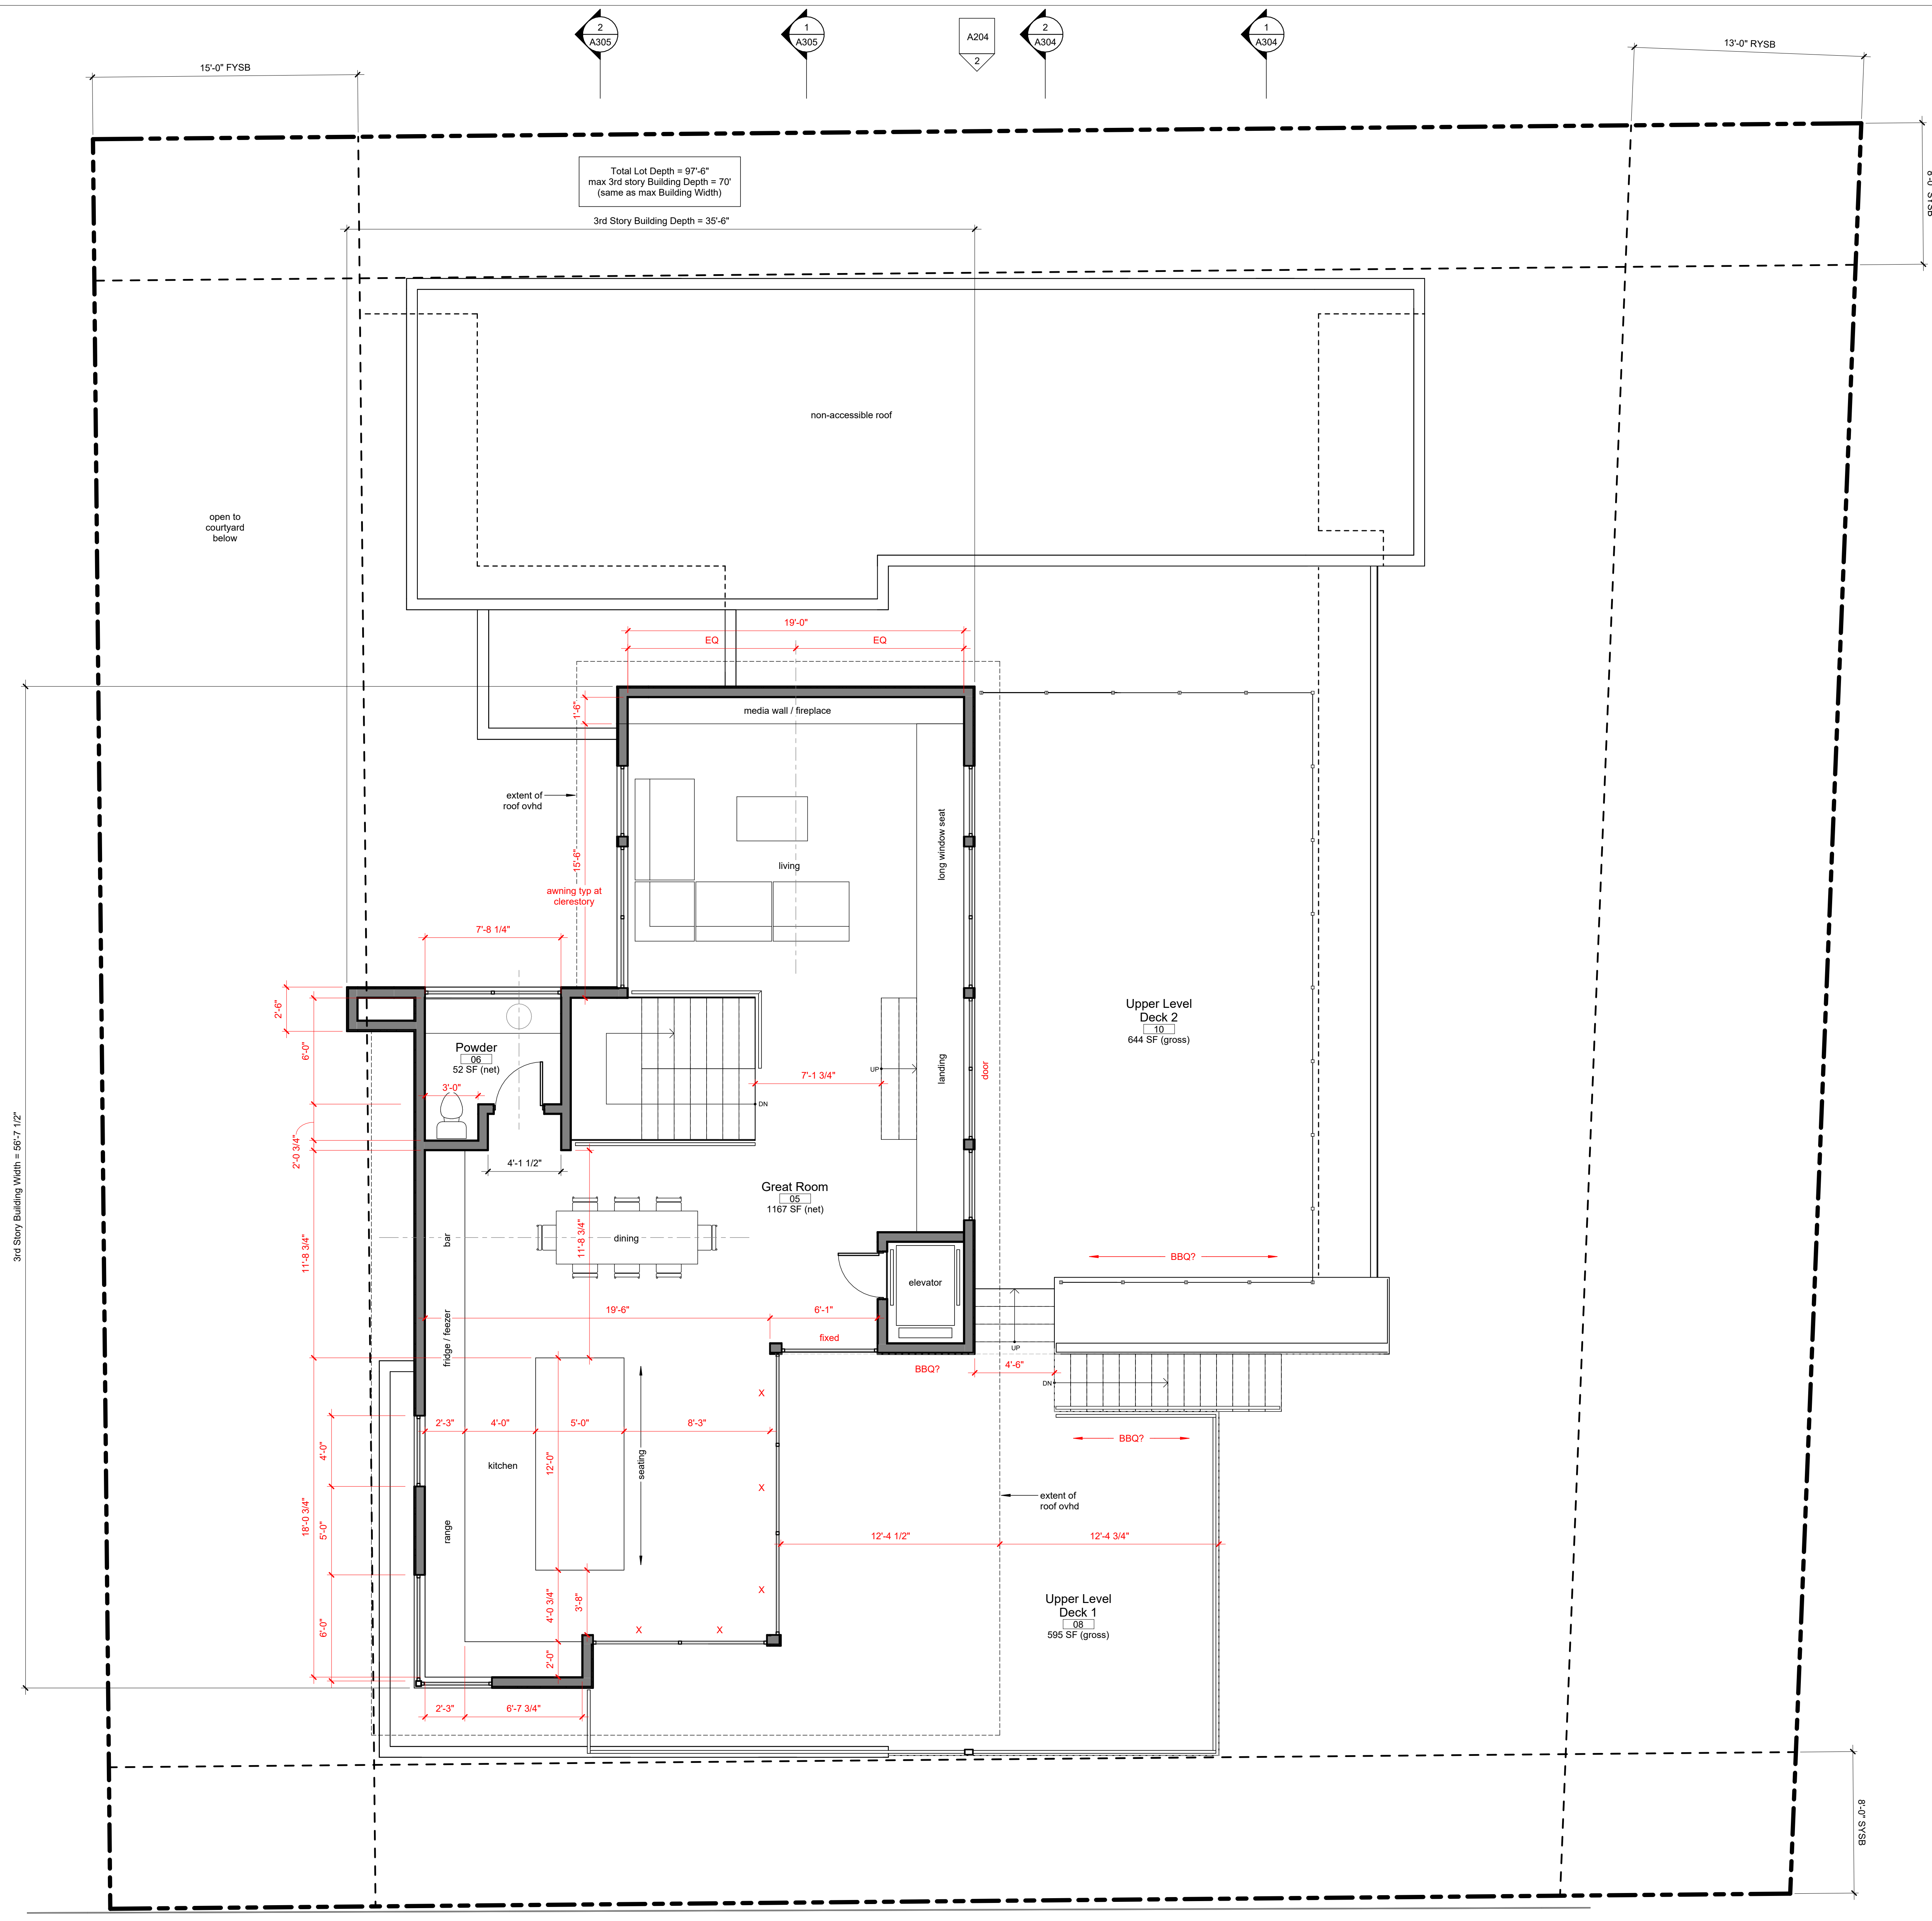 2
A305
1
A305
A204
2
2
A304
1
A304
15'-0" FYSB
13'-0" RYSB
8'-0" SYSB
Total Lot Depth = 97'-6"
max 3rd story Building Depth = 70'
(same as max Building Width)
3rd Story Building Depth = 35'-6"
non-accessible roof
open to
courtyard
below
19'-0"
EQ
EQ
1'-6"
media wall / fireplace
extent of
roof ovhd
long window seat
15'-6"
living
awning typ at
clerestory
7'-8 1/4"
2'-6"
6'-0"
Powder
06
52 SF (net)
3'-0"
Upper Level
Deck 2
10
644 SF (gross)
landing
door
UP
7'-1 3/4"
DN
2'-0 3/4"
4'-1 1/2"
3rd Story Building Width = 56'-7 1/2"
Great Room
05
1167 SF (net)
11'-8 3/4"
bar
dining
11'-8 3/4"
BBQ?
elevator
fridge / feezer
19'-6"
6'-1"
fixed
UP
BBQ?
4'-6"
DN
X
2'-3"
4'-0"
5'-0"
8'-3"
BBQ?
4'-0"
kitchen
12'-0"
seating
X
extent of
roof ovhd
18'-0 3/4"
5'-0"
range
12'-4 1/2"
12'-4 3/4"
X
4'-0 3/4"
3'-8"
Upper Level
Deck 1
08
595 SF (gross)
6'-0"
X
X
2'-0"
2'-3"
6'-7 3/4"
8'-0" SYSB